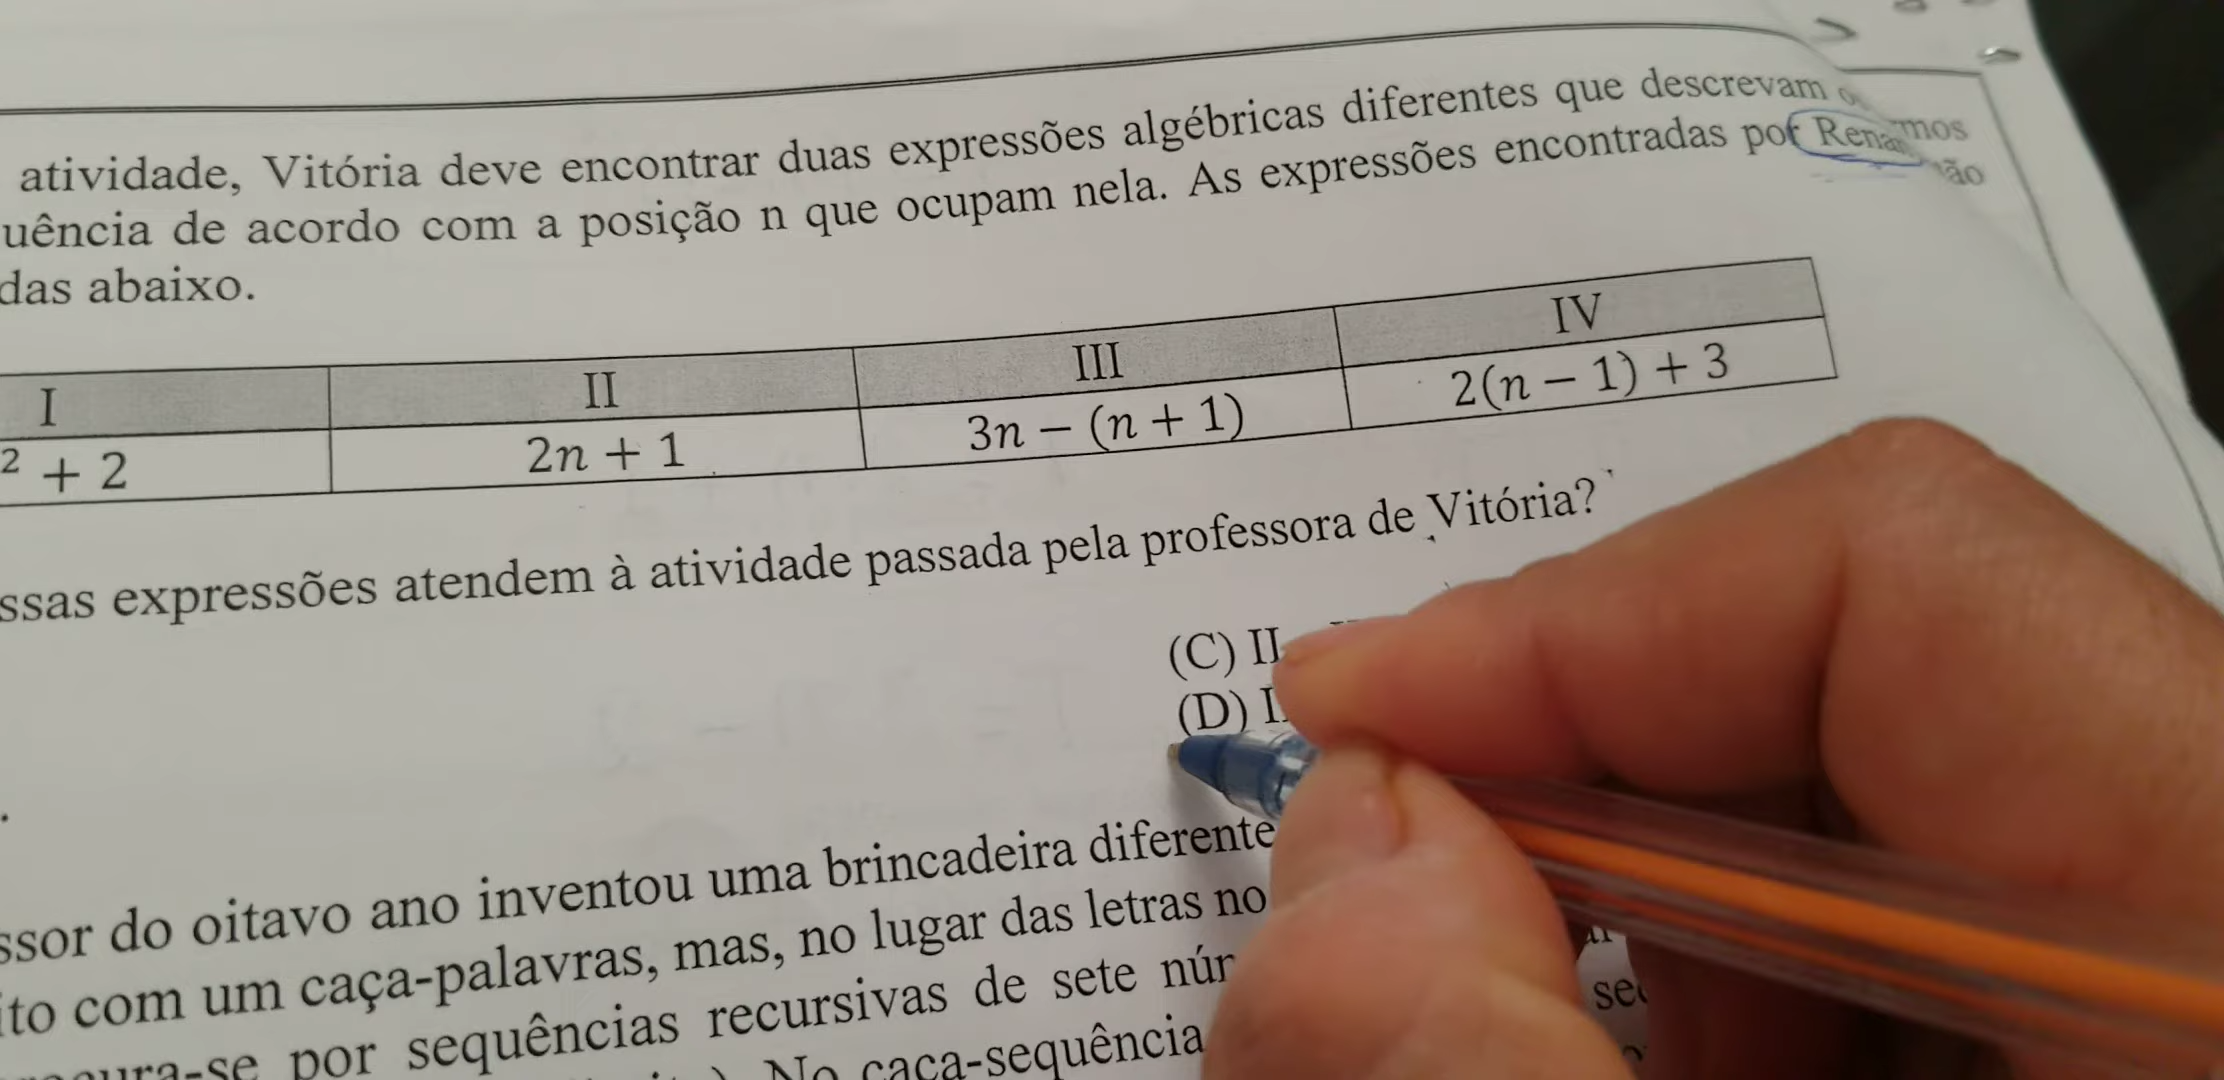 atividade, Vitória deve encontrar duas expressões algébricas diferentes que descrevam
uência de acordo com a posição n que ocupam nela. As expressões encontradas por
das abaixo.
I II III IV
² + 2 2n + 1 3n − (n + 1) 2(n − 1) + 3
ssas expressões atendem à atividade passada pela professora de Vitória?
(C) II
(D)
ssor do oitavo ano inventou uma brincadeira diferente
ito com um caça-palavras, mas, no lugar das letras no
por sequências recursivas de sete
No caça-sequência